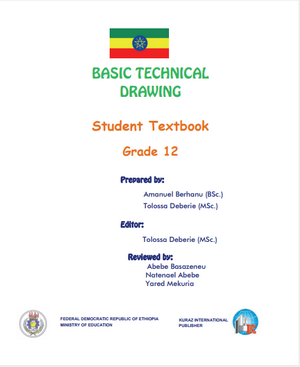 BASIC TECHNICAL
DRAWING
Student Textbook
Grade 12
Prepared by:
Amanuel Berhanu (BSc.)
Tolossa Deberie (MSc.)
Editor:
Tolossa Deberie (MSc.)
Reviewed by:
Abebe Basazeneu
Natenael Abebe
Yared Mekuria
FEDERAL DEMOCRATIC REPUBLIC OF ETHIOPIA
MINISTRY OF EDUCATION
KURAZ INTERNATIONAL
PUBLISHER